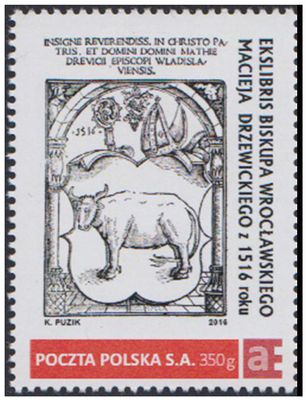 INSIGNE REVERENDISS. IN CHRISTO PA-
TRIS, ET DOMINI DOMINI MATHIE
DREVICII EPISCOPI WLADISLA-
VIENSIS.
1516
EKSLIBRIS BISKUPA WROCŁAWSKIEGO
MACIEJA DRZEWICKIEGO z 1516 roku
K. PUZIK
2016
POCZTA POLSKA S.A. 350g
aE